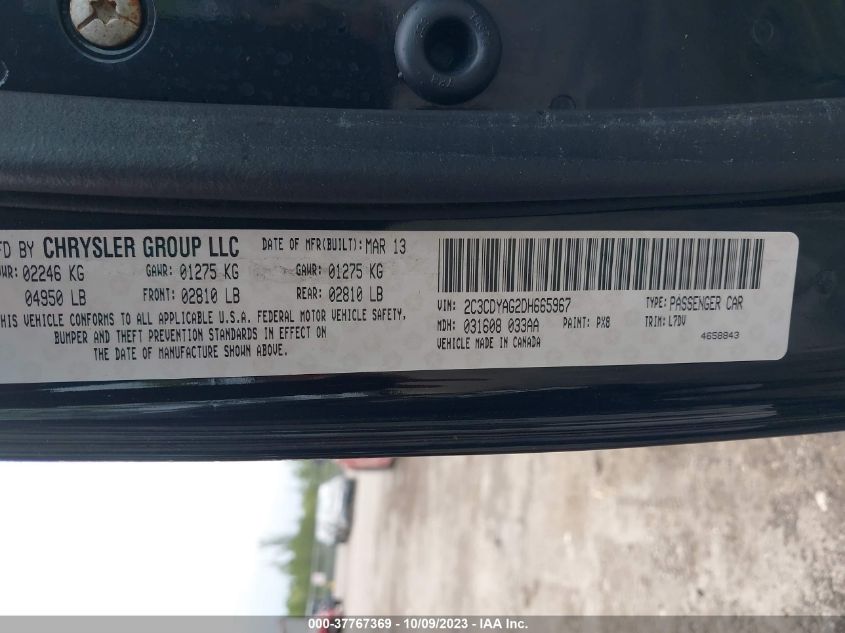 MFD BY CHRYSLER GROUP LLC DATE OF MFR(BUILT): MAR 13
GVWR: 02246 KG GAWR: 01275 KG GAWR: 01275 KG
04950 LB FRONT: 02810 LB REAR: 02810 LB
THIS VEHICLE CONFORMS TO ALL APPLICABLE U.S.A. FEDERAL MOTOR VEHICLE SAFETY,
BUMPER AND THEFT PREVENTION STANDARDS IN EFFECT ON
THE DATE OF MANUFACTURE SHOWN ABOVE.
VIN: 2C3CDYAG2DH665967 TYPE: PASSENGER CAR
MDH: 031608 033AA PAINT: PX8 TRIM: L7DV
VEHICLE MADE IN CANADA 4658843
000-37767369 | 10/09/2023 | IAA Inc.